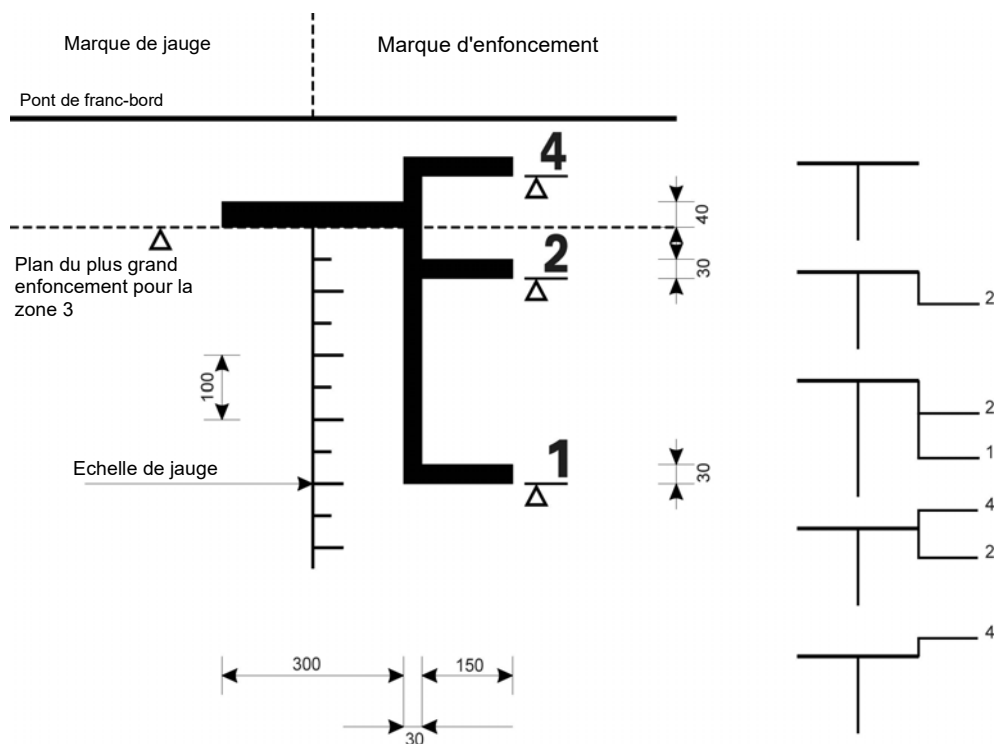 Marque de jauge
Marque d'enfoncement
Pont de franc-bord
4
40
2
30
Plan du plus grand
enfoncement pour la
zone 3
100
1
30
Echelle de jauge
300
150
30
2
2
1
4
2
4